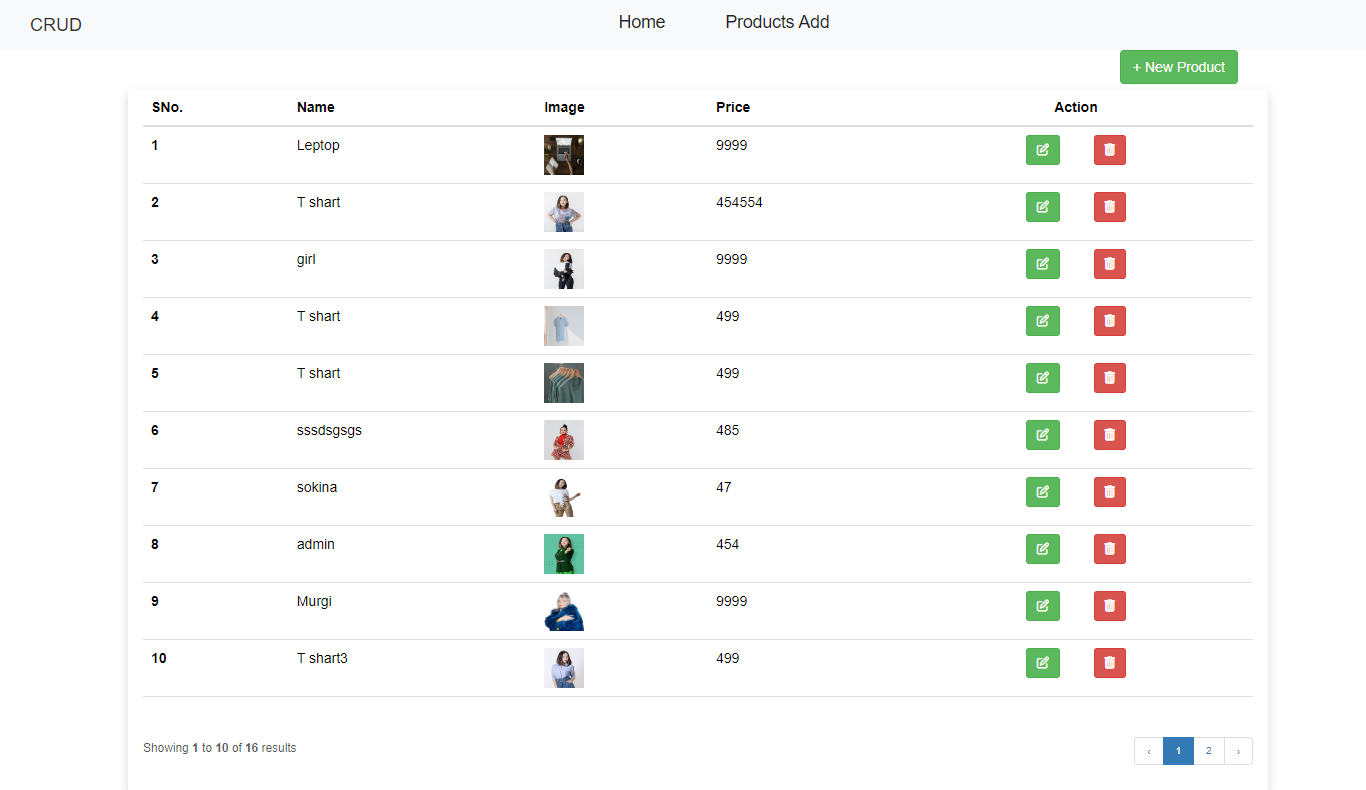 CRUD Home Products Add
+ New Product
SNo. Name Image Price Action
1 Leptop 9999
2 T shart 454554
3 girl 9999
4 T shart 499
5 T shart 499
6 sssdsgsgs 485
7 sokina 47
8 admin 454
9 Murgi 9999
10 T shart3 499
Showing 1 to 10 of 16 results ‹ 1 2 ›